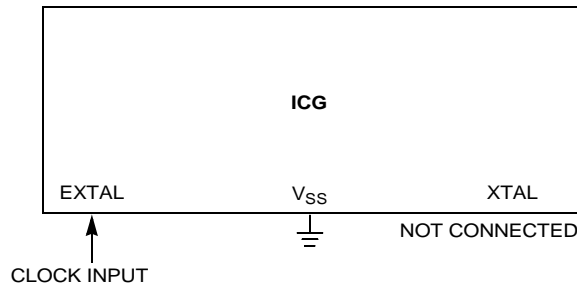 ICG
EXTAL VSS XTAL
NOT CONNECTED
CLOCK INPUT